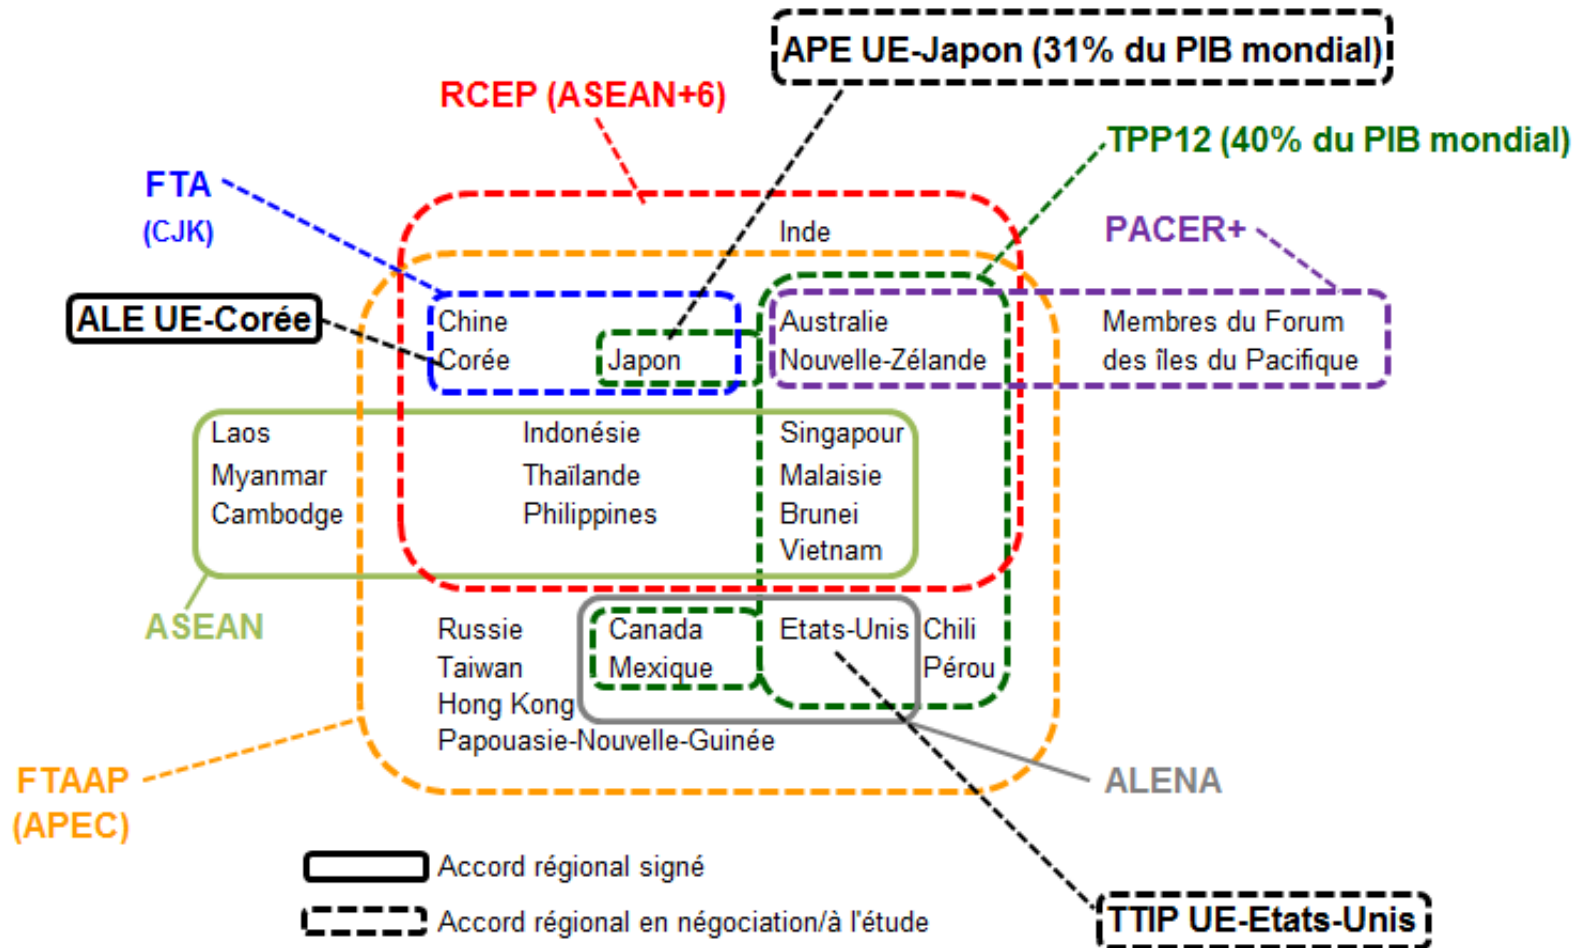 APE UE-Japon (31% du PIB mondial)
RCEP (ASEAN+6)
TPP12 (40% du PIB mondial)
FTA
(CJK)
PACER+
Inde
ALE UE-Corée
Chine
Corée
Japon
Australie
Nouvelle-Zélande
Membres du Forum
des îles du Pacifique
Laos
Myanmar
Cambodge
Indonésie
Thaïlande
Philippines
Singapour
Malaisie
Brunei
Vietnam
ASEAN
Russie
Taiwan
Hong Kong
Papouasie-Nouvelle-Guinée
Canada
Mexique
Etats-Unis
Chili
Pérou
FTAAP
(APEC)
ALENA
Accord régional signé
Accord régional en négociation/à l'étude
TTIP UE-Etats-Unis